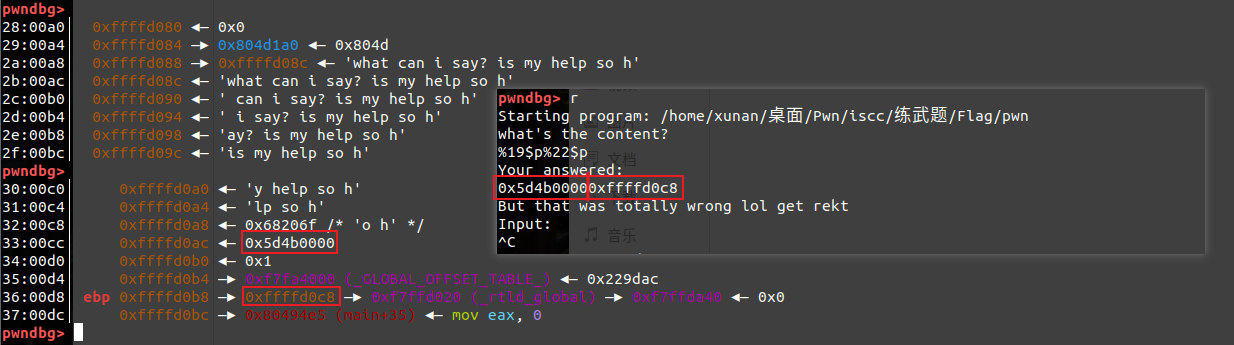 pwndbg>
28:00a0│ 0xffffd080 ◂— 0x0
29:00a4│ 0xffffd084 —▸ 0x804d1a0 ◂— 0x804d
2a:00a8│ 0xffffd088 —▸ 0xffffd08c ◂— 'what can i say? is my help so h'
2b:00ac│ 0xffffd08c ◂— 'what can i say? is my help so h'
2c:00b0│ 0xffffd090 ◂— ' can i say? is my help so h'
2d:00b4│ 0xffffd094 ◂— ' i say? is my help so h'
2e:00b8│ 0xffffd098 ◂— 'ay? is my help so h'
2f:00bc│ 0xffffd09c ◂— 'is my help so h'
pwndbg>
30:00c0│ 0xffffd0a0 ◂— 'y help so h'
31:00c4│ 0xffffd0a4 ◂— 'lp so h'
32:00c8│ 0xffffd0a8 ◂— 0x68206f /* 'o h' */
33:00cc│ 0xffffd0ac ◂— 0x5d4b0000
34:00d0│ 0xffffd0b0 ◂— 0x1
35:00d4│ 0xffffd0b4 —▸ 0xf7fa4000 (_GLOBAL_OFFSET_TABLE_) ◂— 0x229dac
36:00d8│ ebp 0xffffd0b8 —▸ 0xffffd0c8 —▸ 0xf7ffd020 (_rtld_global) —▸ 0xf7ffda40 ◂— 0x0
37:00dc│ 0xffffd0bc —▸ 0x80494e5 (main+35) ◂— mov eax, 0
pwndbg>
pwndbg> r
Starting program: /home/xunan/桌面/Pwn/iscc/练武题/Flag/pwn
what's the content?
%19$p%22$p
文档
Your answered:
0x5d4b00000xffffd0c8
But that was totally wrong lol get rekt
Input:
^C
音乐